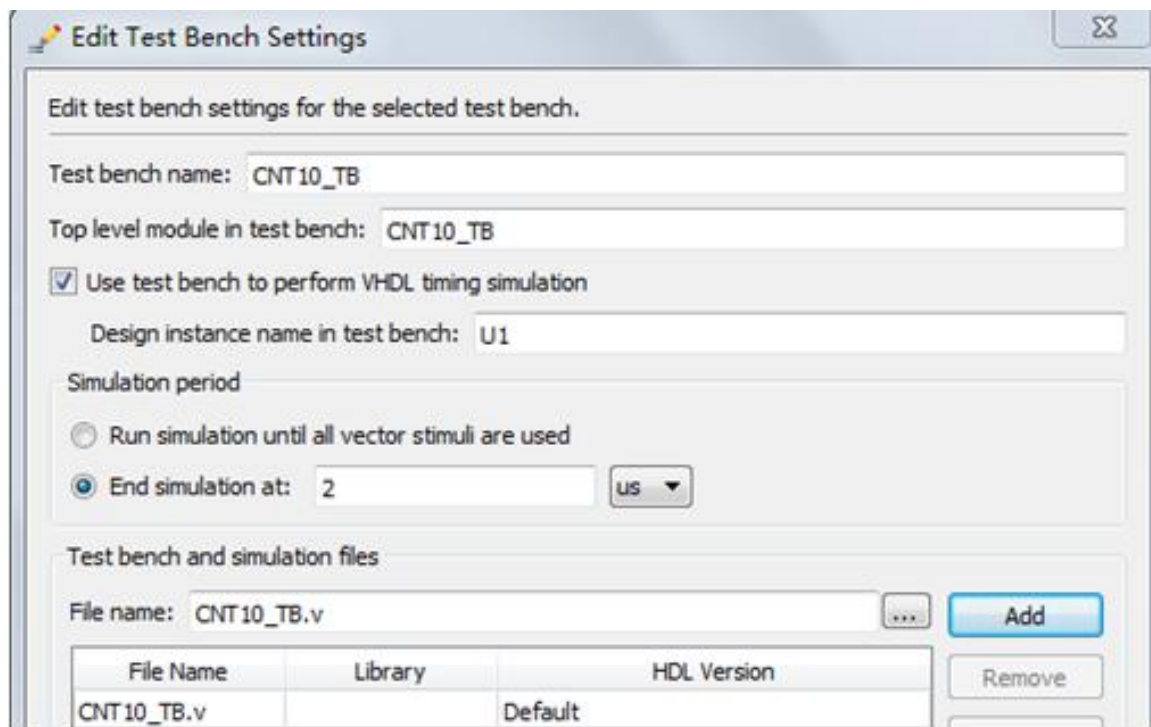 Edit Test Bench Settings
Edit test bench settings for the selected test bench.
Test bench name: CNT10_TB
Top level module in test bench: CNT10_TB
Use test bench to perform VHDL timing simulation
Design instance name in test bench: U1
Simulation period
Run simulation until all vector stimuli are used
End simulation at: 2 us
Test bench and simulation files
File name: CNT10_TB.v ... Add
File Name Library HDL Version Remove
CNT10_TB.v Default